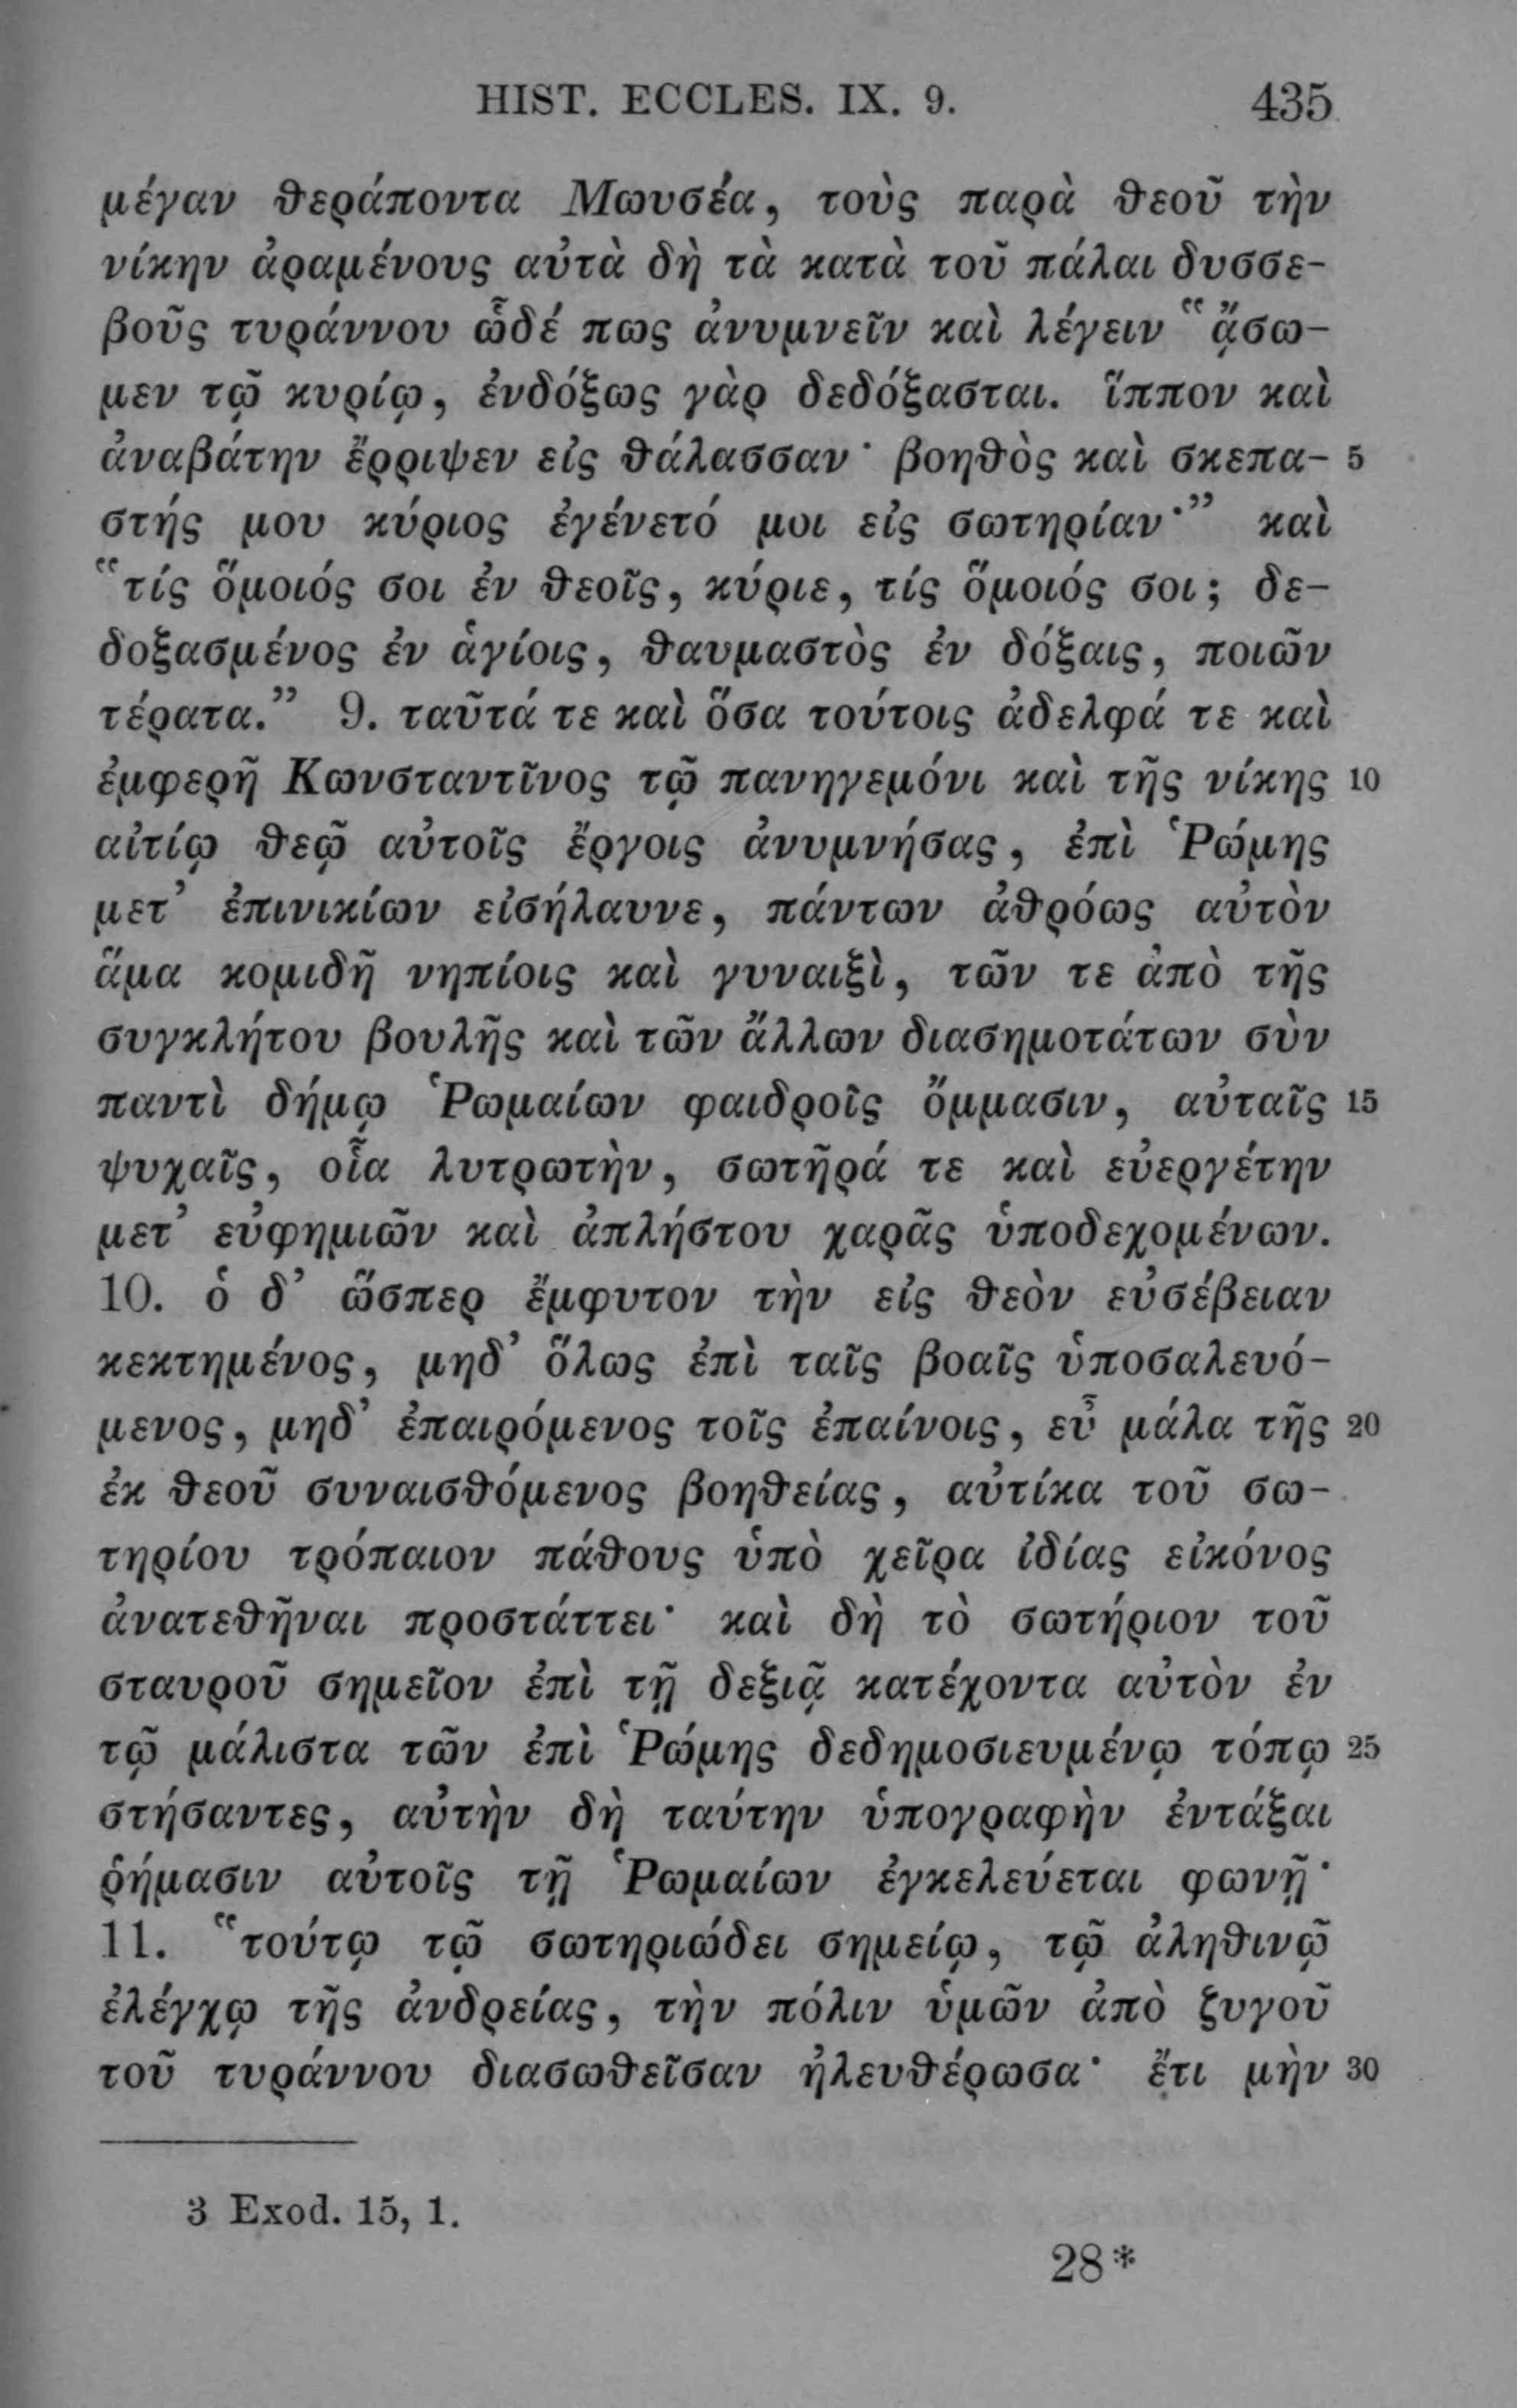 HIST. ECCLES. IX. 9. 435
μέγαν θεράποντα Μωυσέα, τοὺς παρὰ θεοῦ τὴν
νίκην ἀραμένους αὐτὰ δὴ τὰ κατὰ τοῦ πάλαι δυσσε-
βοῦς τυράννου ὧδέ πως ἀνυμνεῖν καὶ λέγειν “ᾄσω-
μεν τῷ κυρίῳ, ἐνδόξως γὰρ δεδόξασται. ἵππον καὶ
ἀναβάτην ἔρριψεν εἰς θάλασσαν· βοηθὸς καὶ σκεπα- 5
στής μου κύριος ἐγένετό μοι εἰς σωτηρίαν·” καὶ
“τίς ὅμοιός σοι ἐν θεοῖς, κύριε, τίς ὅμοιός σοι; δε-
δοξασμένος ἐν ἁγίοις, θαυμαστὸς ἐν δόξαις, ποιῶν
τέρατα.” 9. ταῦτά τε καὶ ὅσα τούτοις ἀδελφά τε καὶ
ἐμφερῆ Κωνσταντῖνος τῷ πανηγεμόνι καὶ τῆς νίκης 10
αἰτίῳ θεῷ αὐτοῖς ἔργοις ἀνυμνήσας, ἐπὶ Ῥώμης
μετ’ ἐπινικίων εἰσήλαυνε, πάντων ἀθρόως αὐτὸν
ἅμα κομιδῆ νηπίοις καὶ γυναιξὶ, τῶν τε ἀπὸ τῆς
συγκλήτου βουλῆς καὶ τῶν ἄλλων διασημοτάτων σὺν
παντὶ δήμῳ Ῥωμαίων φαιδροῖς ὄμμασιν, αὐταῖς 15
ψυχαῖς, οἷα λυτρωτὴν, σωτῆρά τε καὶ εὐεργέτην
μετ’ εὐφημιῶν καὶ ἀπλήστου χαρᾶς ὑποδεχομένων.
10. ὁ δ’ ὥσπερ ἔμφυτον τὴν εἰς θεὸν εὐσέβειαν
κεκτημένος, μηδ’ ὅλως ἐπὶ ταῖς βοαῖς ὑποσαλευό-
μενος, μηδ’ ἐπαιρόμενος τοῖς ἐπαίνοις, εὖ μάλα τῆς 20
ἐκ θεοῦ συναισθόμενος βοηθείας, αὐτίκα τοῦ σω-
τηρίου τρόπαιον πάθους ὑπὸ χεῖρα ἰδίας εἰκόνος
ἀνατεθῆναι προστάττει· καὶ δὴ τὸ σωτήριον τοῦ
σταυροῦ σημεῖον ἐπὶ τῇ δεξιᾷ κατέχοντα αὐτὸν ἐν
τῷ μάλιστα τῶν ἐπὶ Ῥώμης δεδημοσιευμένῳ τόπῳ 25
στήσαντες, αὐτὴν δὴ ταύτην ὑπογραφὴν ἐντάξαι
ῥήμασιν αὐτοῖς τῇ Ῥωμαίων ἐγκελεύεται φωνῇ·
11. “τούτῳ τῷ σωτηριώδει σημείῳ, τῷ ἀληθινῷ
ἐλέγχῳ τῆς ἀνδρείας, τὴν πόλιν ὑμῶν ἀπὸ ζυγοῦ
τοῦ τυράννου διασωθεῖσαν ἠλευθέρωσα· ἔτι μὴν 30
3 Exod. 15, 1.
28*